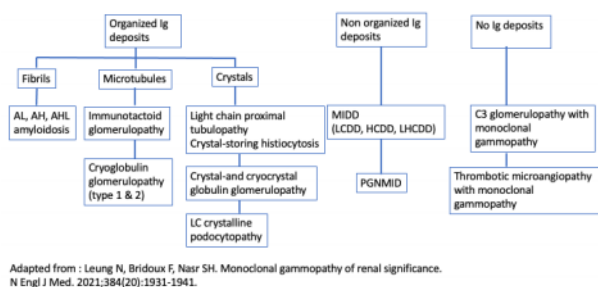 Organized Ig
deposits
Non organized Ig
deposits
No Ig deposits
Fibrils
Microtubules
Crystals
AL, AH, AHL
amyloidosis
Immunotactoid
glomerulopathy
Cryoglobulin
glomerulopathy
(type 1 & 2)
Light chain proximal
tubulopathy
Crystal-storing histiocytosis
Crystal-and cryocrystal
globulin glomerulopathy
LC crystalline
podocytopathy
MIDD
(LCDD, HCDD, LHCDD)
PGNMID
C3 glomerulopathy with
monoclonal
gammopathy
Thrombotic microangiopathy
with monoclonal
gammopathy
Adapted from : Leung N, Bridoux F, Nasr SH. Monoclonal gammopathy of renal significance.
N Engl J Med. 2021;384(20):1931-1941.